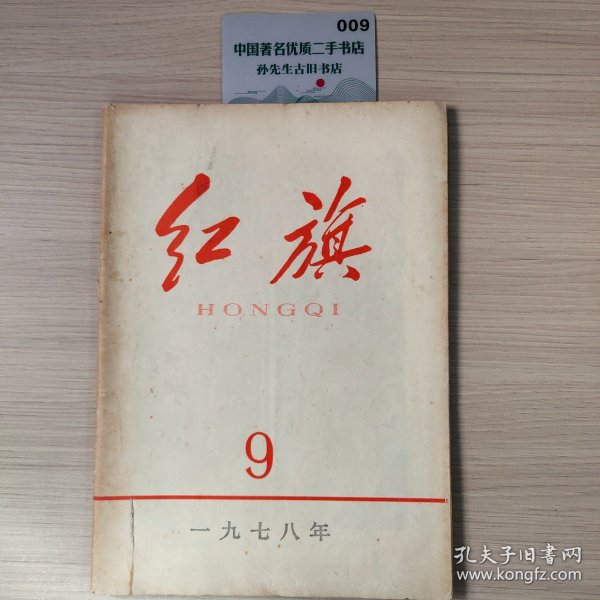 009
中国著名优质二手书店
孙先生古旧书店
红旗
HONGQI
9
一九七八年
孔夫子旧书网
www.kongfz.com